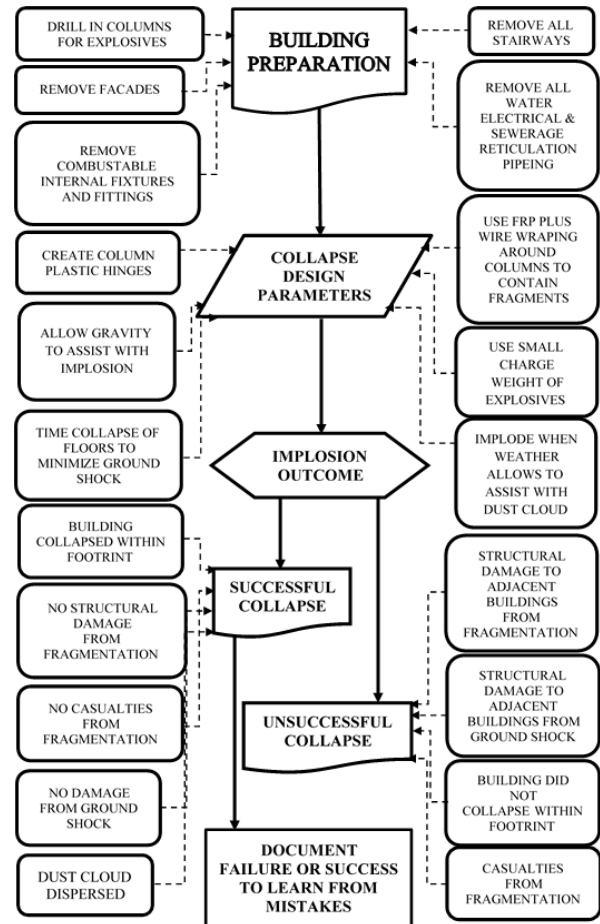 DRILL IN COLUMNS
FOR EXPLOSIVES
REMOVE FACADES
REMOVE
COMBUSTABLE
INTERNAL FIXTURES
AND FITTINGS
BUILDING
PREPARATION
REMOVE ALL
STAIRWAYS
REMOVE ALL
WATER
ELECTRICAL &
SEWERAGE
RETICULATION
PIPEING
CREATE COLUMN
PLASTIC HINGES
ALLOW GRAVITY
TO ASSIST WITH
IMPLOSION
TIME COLLAPSE OF
FLOORS TO
MINIMIZE GROUND
SHOCK
COLLAPSE
DESIGN
PARAMETERS
USE FRP PLUS
WIRE WRAPING
AROUND
COLUMNS TO
CONTAIN
FRAGMENTS
USE SMALL
CHARGE
WEIGHT OF
EXPLOSIVES
IMPLODE WHEN
WEATHER
ALLOWS TO
ASSIST WITH
DUST CLOUD
IMPLOSION
OUTCOME
BUILDING
COLLAPSED WITHIN
FOOTRINT
NO STRUCTURAL
DAMAGE
FROM
FRAGMENTATION
NO CASUALTIES
FROM
FRAGMENTATION
NO DAMAGE
FROM GROUND
SHOCK
DUST CLOUD
DISPERSED
SUCCESSFUL
COLLAPSE
UNSUCCESSFUL
COLLAPSE
STRUCTURAL
DAMAGE TO
ADJACENT
BUILDINGS
FROM
FRAGMENTATION
STRUCTURAL
DAMAGE TO
ADJACENT
BUILDINGS FROM
GROUND SHOCK
BUILDING DID
NOT
COLLAPSE WITHIN
FOOTRINT
CASUALTIES
FROM
FRAGMENTATION
DOCUMENT
FAILURE OR SUCCESS
TO LEARN FROM
MISTAKES